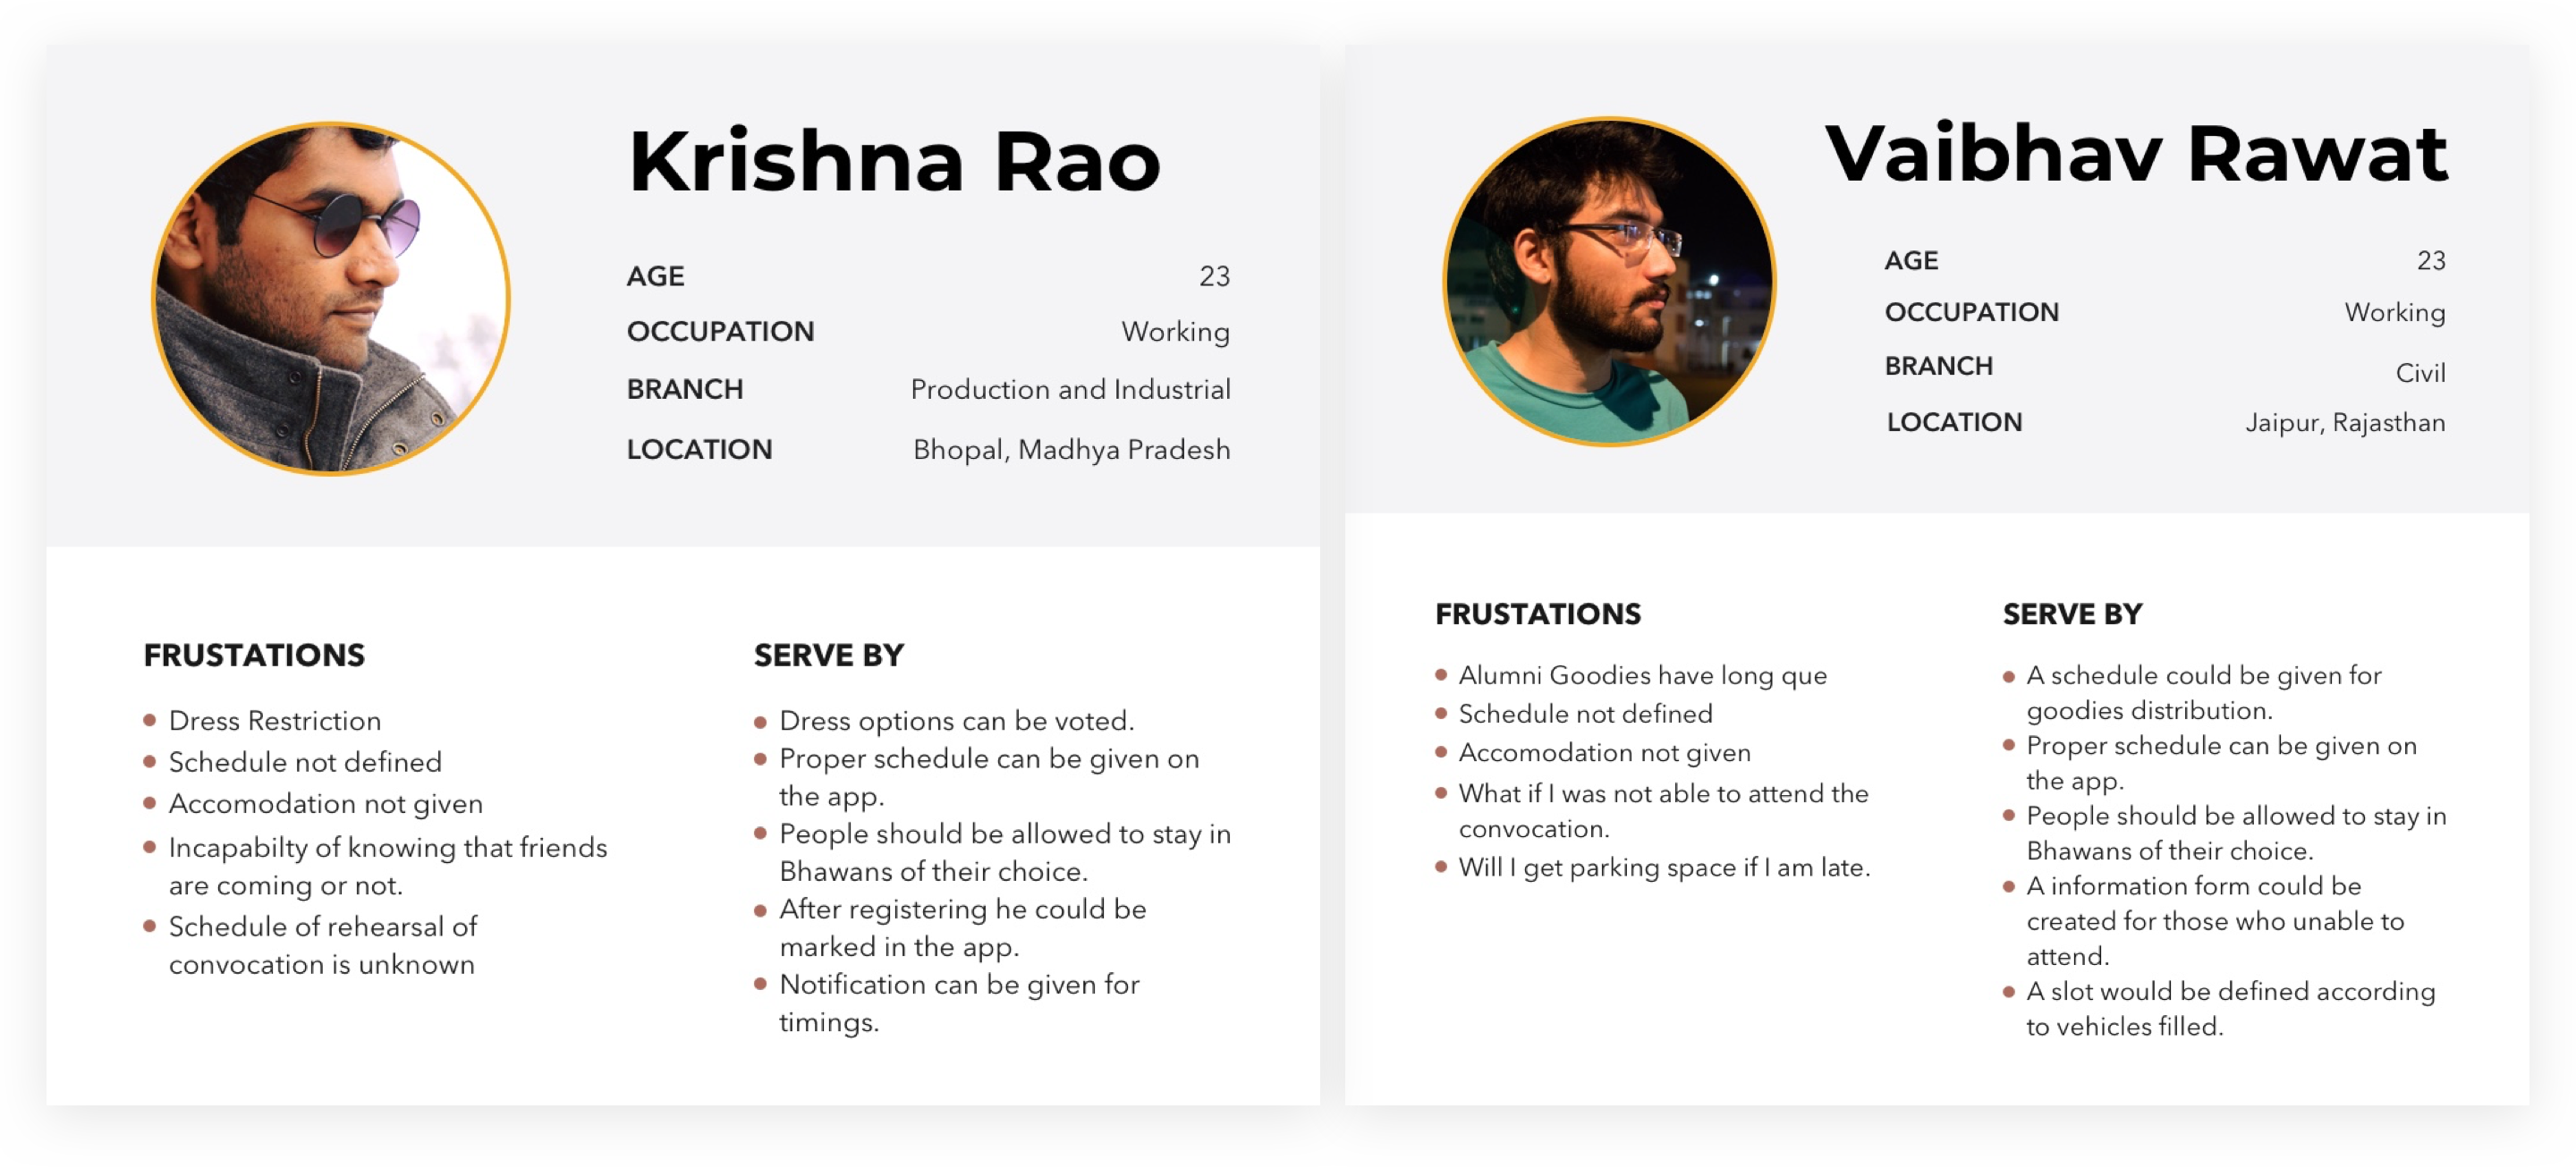 Krishna Rao
AGE 23
OCCUPATION Working
BRANCH Production and Industrial
LOCATION Bhopal, Madhya Pradesh
FRUSTATIONS
Dress Restriction
Schedule not defined
Accomodation not given
Incapabilty of knowing that friends
are coming or not.
Schedule of rehearsal of
convocation is unknown
SERVE BY
Dress options can be voted.
Proper schedule can be given on
the app.
People should be allowed to stay in
Bhawans of their choice.
After registering he could be
marked in the app.
Notification can be given for
timings.
Vaibhav Rawat
AGE 23
OCCUPATION Working
BRANCH Civil
LOCATION Jaipur, Rajasthan
FRUSTATIONS
Alumni Goodies have long que
Schedule not defined
Accomodation not given
What if I was not able to attend the
convocation.
Will I get parking space if I am late.
SERVE BY
A schedule could be given for
goodies distribution.
Proper schedule can be given on
the app.
People should be allowed to stay in
Bhawans of their choice.
A information form could be
created for those who unable to
attend.
A slot would be defined according
to vehicles filled.